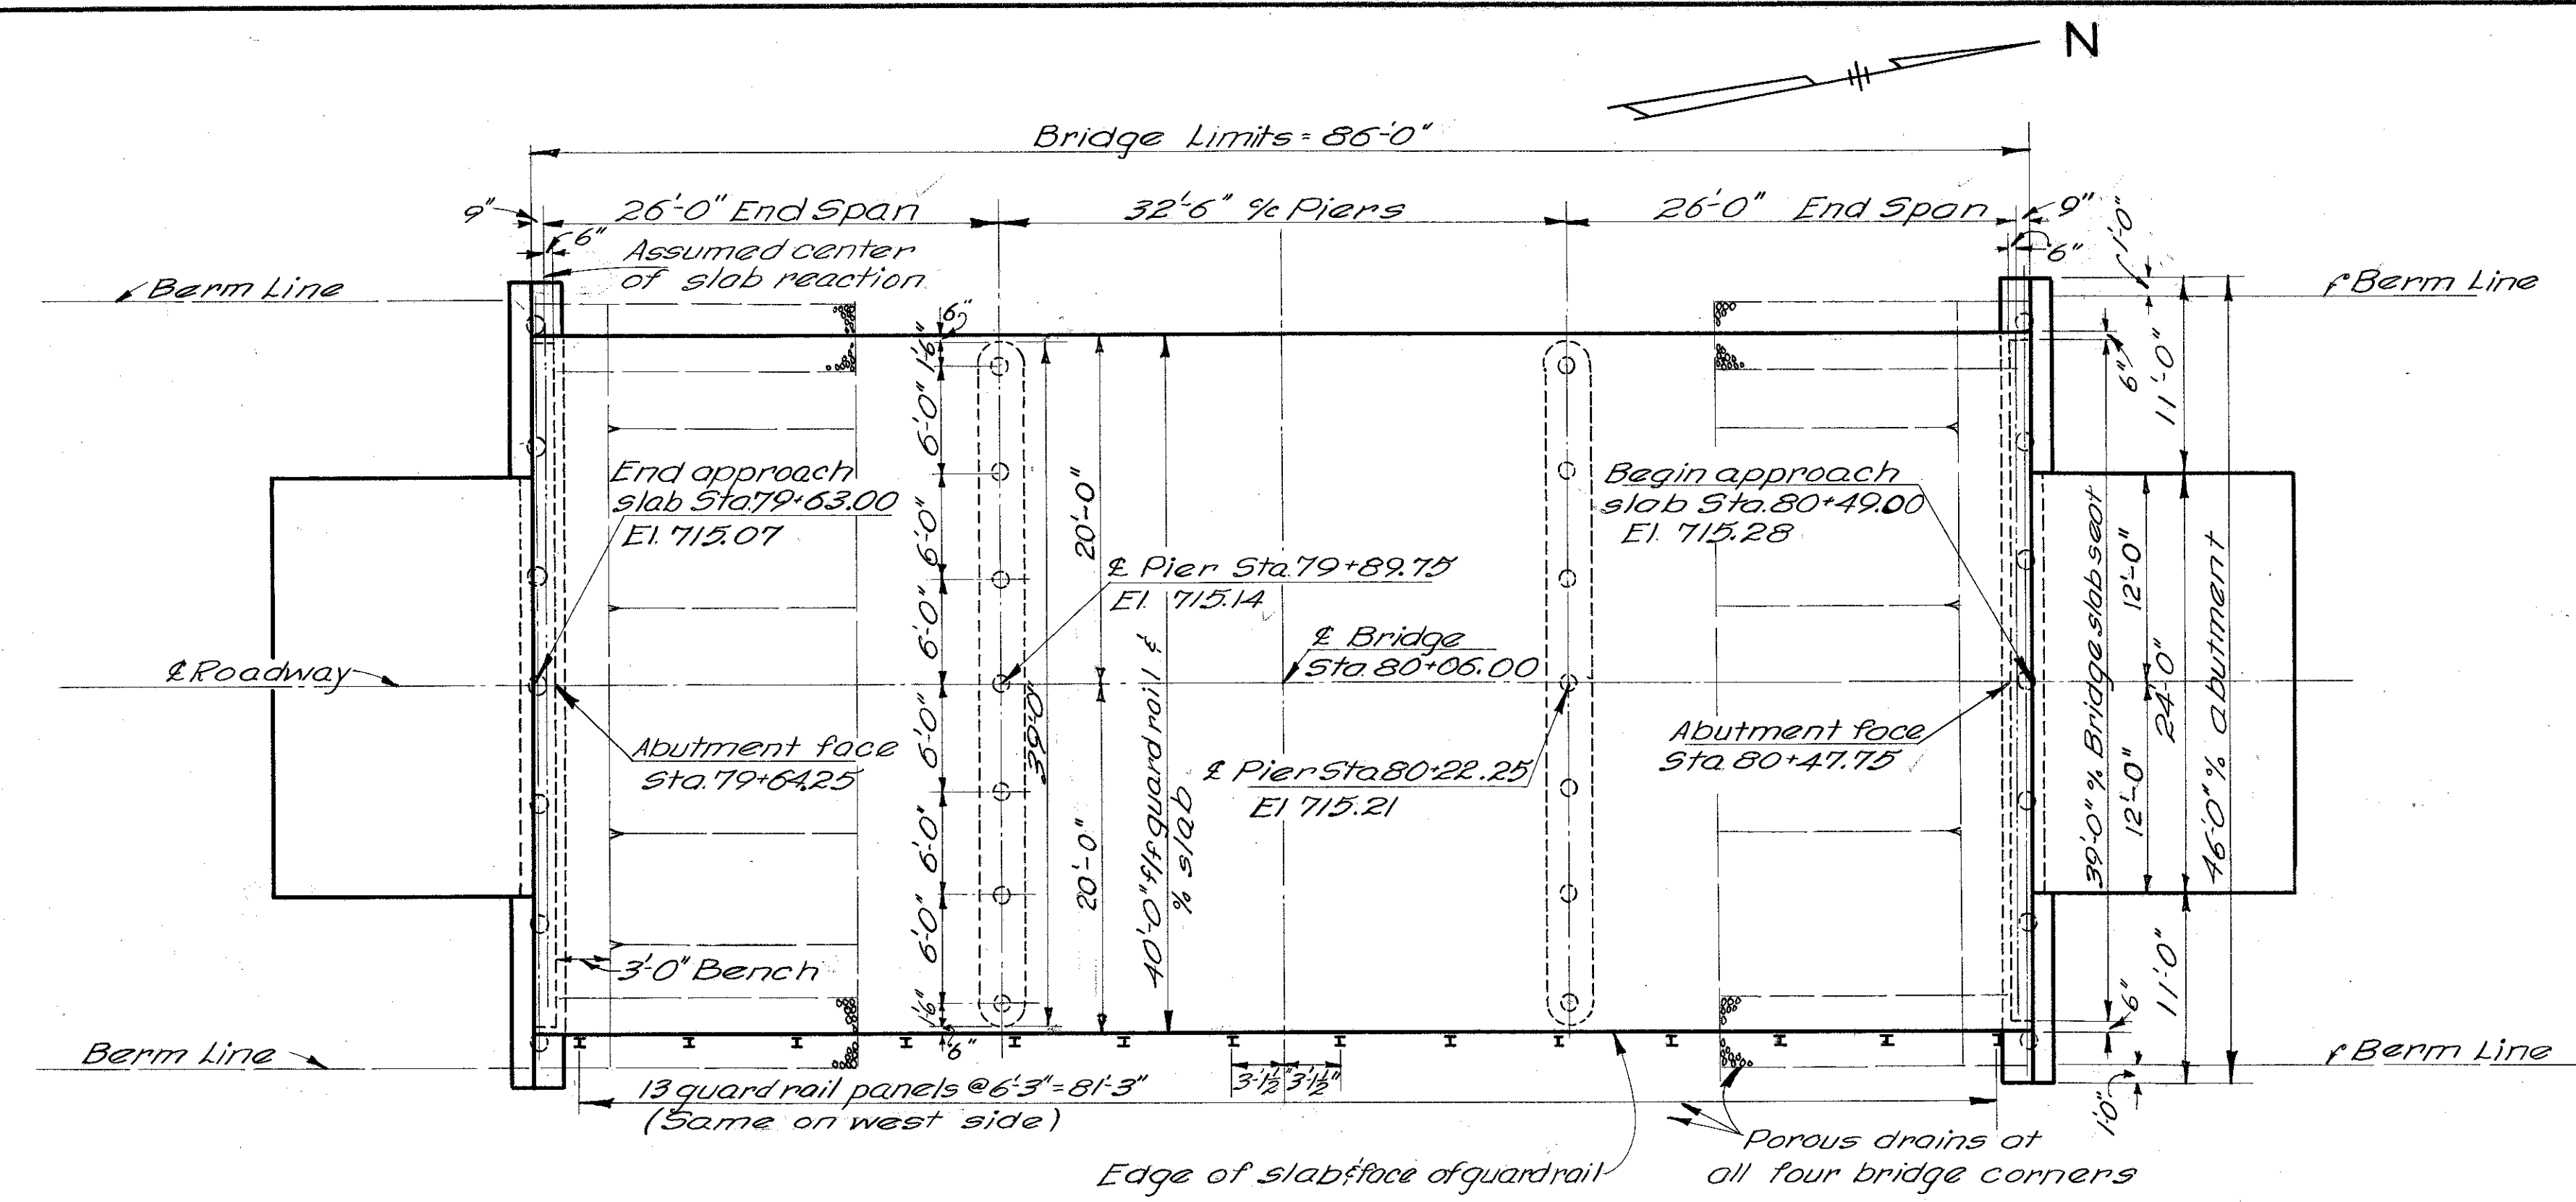 N
Bridge Limits = 86'-0"
9"
26'-0" End Span
32'-6" c/c Piers
26'-0" End Span
9"
6"
Assumed center
of slab reaction
6"
1'-0"
Berm Line
Berm Line
6"
1'-6"
6'-0"
6'-0"
6'-0"
6'-0"
6'-0"
6'-0"
1'-6"
6"
End approach
slab Sta.79+63.00
El. 715.07
20'-0"
20'-0"
39'-0"
40'-0" f/f guard rail &
o/o slab
℄ Pier Sta.79+89.75
El. 715.14
℄ Bridge
Sta. 80+06.00
Begin approach
slab Sta.80+49.00
El. 715.28
6"
11'-0"
39'-0" o/o Bridge slab seat
12'-0"
12'-0"
24'-0"
46'-0" o/o abutment
11'-0"
6"
1'-0"
℄ Roadway
Abutment face
Sta.79+64.25
℄ Pier Sta.80+22.25
El 715.21
Abutment face
Sta.80+47.75
3'-0" Bench
Berm Line
Berm Line
13 guard rail panels @ 6'-3" = 81'-3"
(Same on west side)
3'-1½"
3'-1½"
Edge of slab & face of guardrail
Porous drains at
all four bridge corners